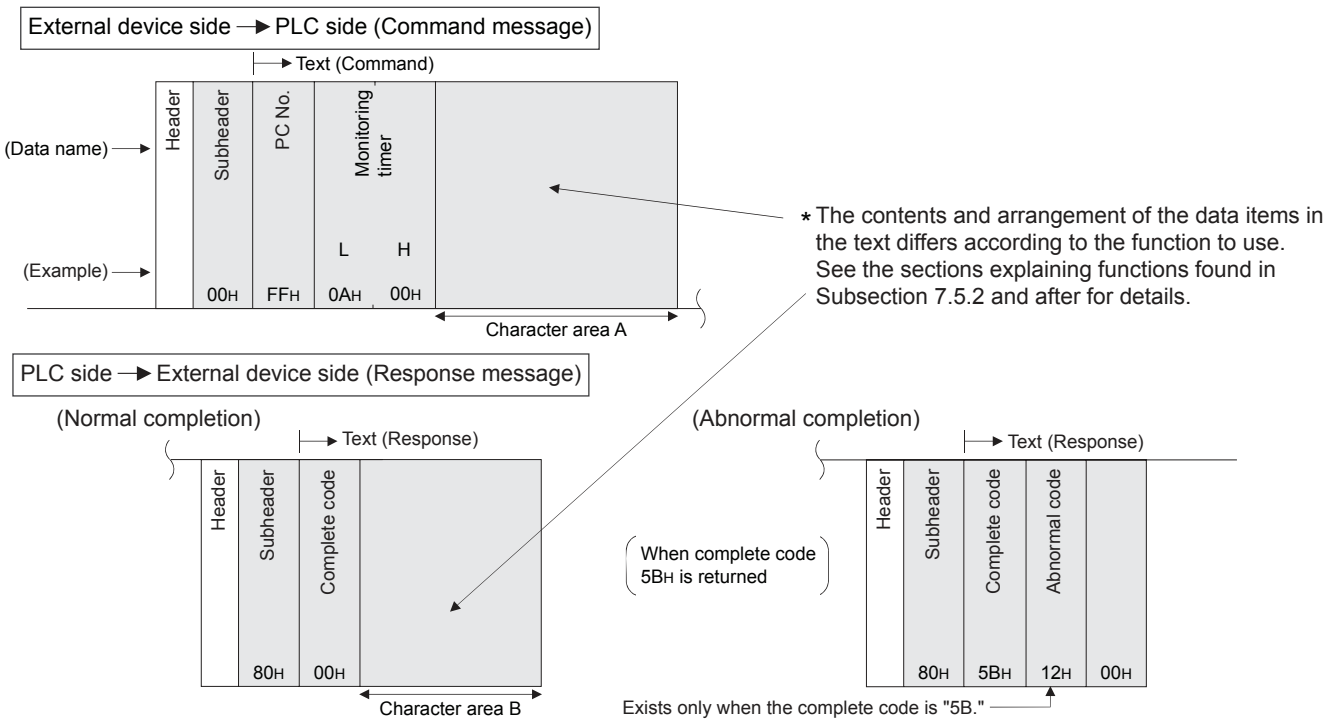 External device side → PLC side (Command message)
Text (Command)
(Data name)
Header
Subheader
PC No.
Monitoring
timer
L H
(Example)
00H FFH 0AH 00H
Character area A
* The contents and arrangement of the data items in
the text differs according to the function to use.
See the sections explaining functions found in
Subsection 7.5.2 and after for details.
PLC side → External device side (Response message)
(Normal completion)
Text (Response)
Header
Subheader
Complete code
80H 00H
Character area B
(Abnormal completion)
Text (Response)
When complete code
5BH is returned
Header
Subheader
Complete code
Abnormal code
80H 5BH 12H 00H
Exists only when the complete code is "5B."